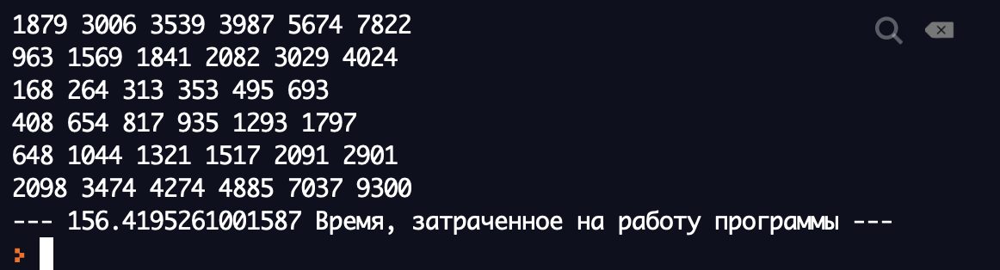 1879 3006 3539 3987 5674 7822
963 1569 1841 2082 3029 4024
168 264 313 353 495 693
408 654 817 935 1293 1797
648 1044 1321 1517 2091 2901
2098 3474 4274 4885 7037 9300
--- 156.4195261001587 Время, затраченное на работу программы ---